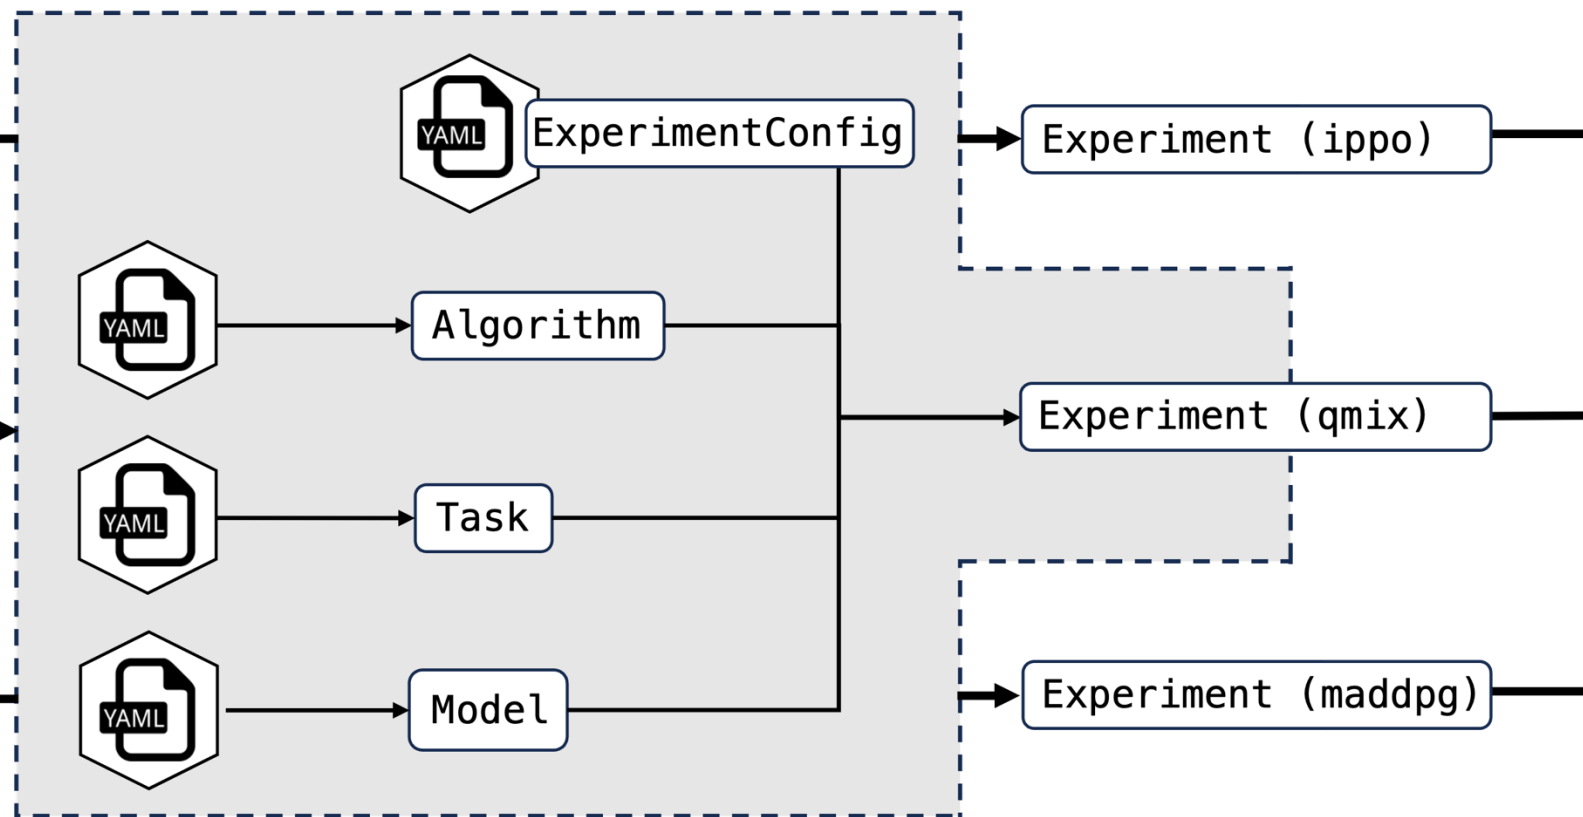 YAML
ExperimentConfig
Experiment (ippo)
YAML
Algorithm
Experiment (qmix)
YAML
Task
YAML
Model
Experiment (maddpg)